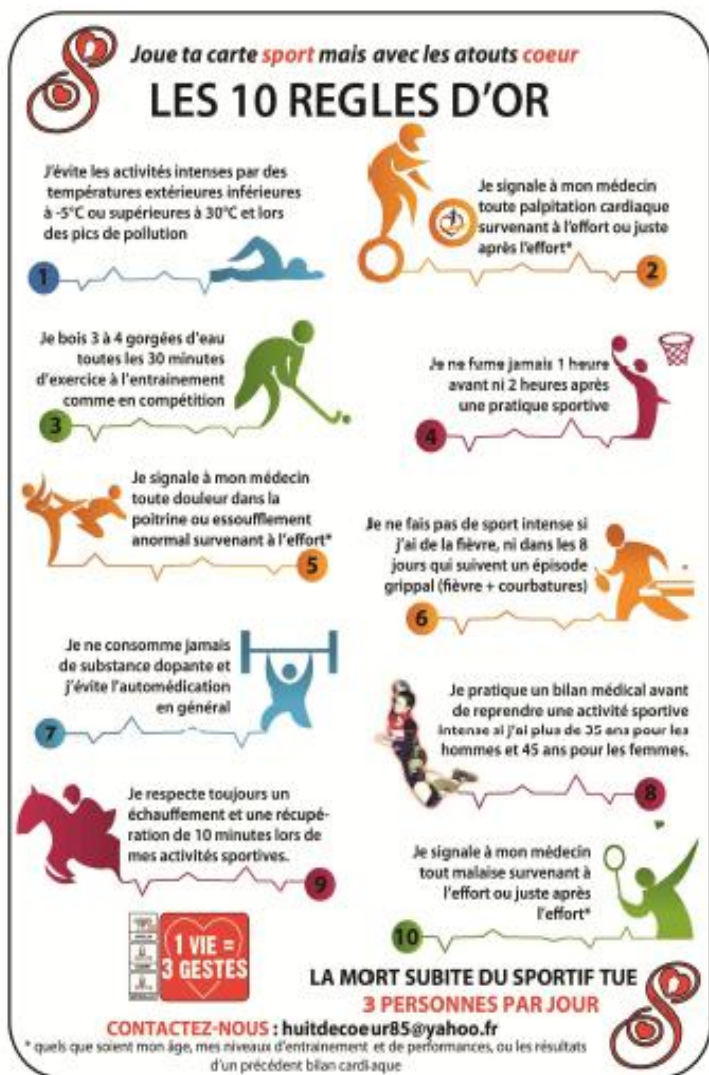 Joue ta carte sport mais avec les atouts coeur
LES 10 REGLES D'OR
J'évite les activités intenses par des
températures extérieures inférieures
à -5°C ou supérieures à 30°C et lors
des pics de pollution
1
Je signale à mon médecin
toute palpitation cardiaque
survenant à l'effort ou juste
après l'effort*
2
Je bois 3 à 4 gorgées d'eau
toutes les 30 minutes
d'exercice à l'entrainement
comme en compétition
3
Je ne fume jamais 1 heure
avant ni 2 heures après
une pratique sportive
4
Je signale à mon médecin
toute douleur dans la
poitrine ou essoufflement
anormal survenant à l'effort*
5
Je ne fais pas de sport intense si
j'ai de la fièvre, ni dans les 8
jours qui suivent un épisode
grippal (fièvre + courbatures)
6
Je ne consomme jamais
de substance dopante et
j'évite l'automédication
en général
7
Je pratique un bilan médical avant
de reprendre une activité sportive
intense si j'ai plus de 35 ans pour les
hommes et 45 ans pour les femmes.
8
Je respecte toujours un
échauffement et une récupé-
ration de 10 minutes lors de
mes activités sportives.
9
Je signale à mon médecin
tout malaise survenant à
l'effort ou juste après
l'effort*
10
1 VIE =
3 GESTES
LA MORT SUBITE DU SPORTIF TUE
3 PERSONNES PAR JOUR
CONTACTEZ-NOUS : huitdecoeur85@yahoo.fr
* quels que soient mon âge, mes niveaux d'entrainement et de performances, ou les résultats
d'un précédent bilan cardiaque